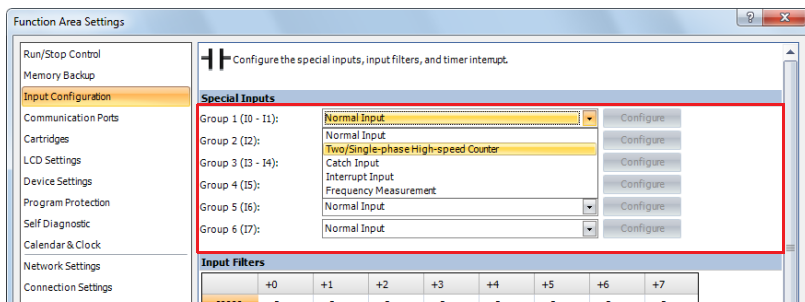 Function Area Settings
Run/Stop Control
Memory Backup
Input Configuration
Communication Ports
Cartridges
LCD Settings
Device Settings
Program Protection
Self Diagnostic
Calendar & Clock
Network Settings
Connection Settings
Configure the special inputs, input filters, and timer interrupt.
Special Inputs
Group 1 (I0 - I1): Normal Input Configure
Normal Input
Group 2 (I2): Configure
Two/Single-phase High-speed Counter
Group 3 (I3 - I4): Catch Input Configure
Interrupt Input
Group 4 (I5): Configure
Frequency Measurement
Group 5 (I6): Normal Input Configure
Group 6 (I7): Normal Input Configure
Input Filters
+0 +1 +2 +3 +4 +5 +6 +7